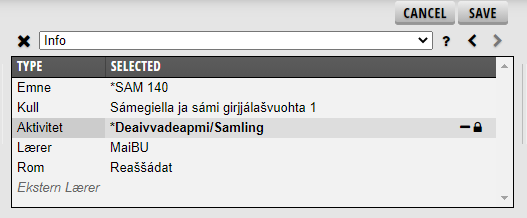 CANCEL SAVE
Info ?
TYPE SELECTED
Emne *SAM 140
Kull Sámegiella ja sámi girjjálašvuohta 1
Aktivitet *Deaivvadeapmi/Samling
Lærer MaiBU
Rom Reaššádat
Ekstern Lærer